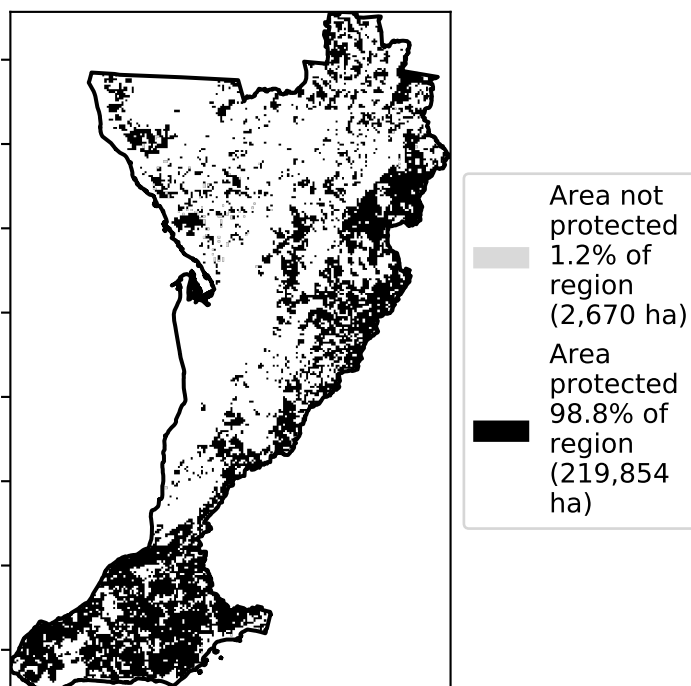 Area not
protected
1.2% of
region
(2,670 ha)
Area
protected
98.8% of
region
(219,854
ha)